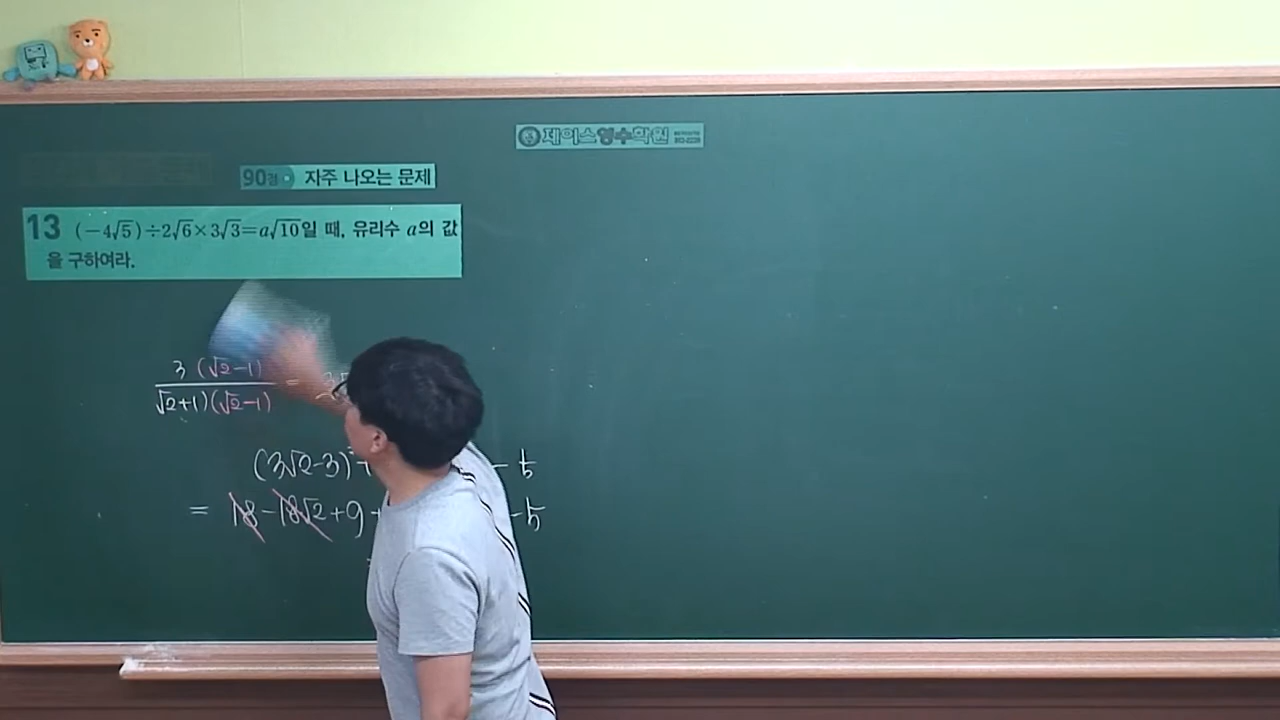 제이스영수학원
90점 자주 나오는 문제
13 (-4√5)÷2√6×3√3=a√10일 때, 유리수 a의 값
을 구하여라.
3 (√2-1)
√2+1)(√2-1)
=
(3√2-3)² +
- 5
= 18-18√2+9+
-5